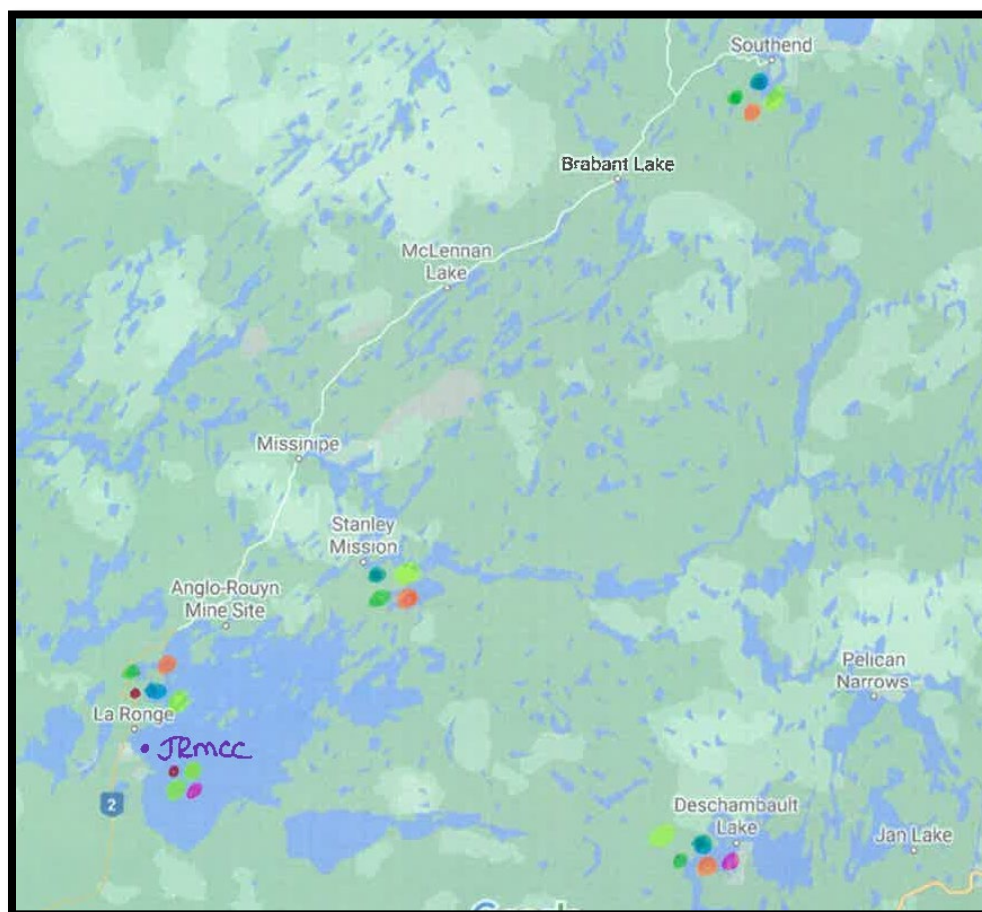 Southend
Brabant Lake
McLennan
Lake
Missinipe
Stanley
Mission
Anglo-Rouyn
Mine Site
Pelican
Narrows
La Ronge
JRMCC
2
Deschambault
Lake
Jan Lake
Google